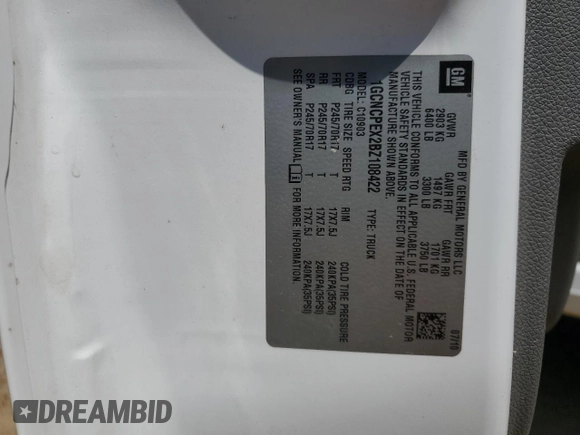 GM
MFD BY GENERAL MOTORS LLC 07/10
GVWR GAWR FRT GAWR RR
2903 KG 1497 KG 1701 KG
6400 LB 3300 LB 3750 LB
THIS VEHICLE CONFORMS TO ALL APPLICABLE U.S. FEDERAL MOTOR
VEHICLE SAFETY STANDARDS IN EFFECT ON THE DATE OF
MANUFACTURE SHOWN ABOVE.
1GCNCPEX2BZ108422 TYPE: TRUCK
MODEL: C10903
CDBG TIRE SIZE SPEED RTG RIM COLD TIRE PRESSURE
FRT P245/70R17 T 17X7.5J 240KPA(35PSI)
RR P245/70R17 T 17X7.5J 240KPA(35PSI)
SPA P245/70R17 T 17X7.5J 240KPA(35PSI)
SEE OWNER'S MANUAL FOR MORE INFORMATION.
DREAMBID